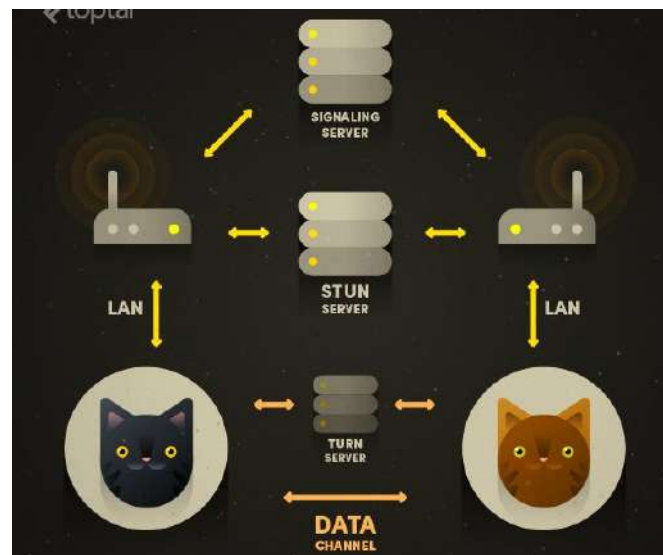 toptal
SIGNALING
SERVER
STUN
SERVER
LAN
LAN
TURN
SERVER
DATA
CHANNEL